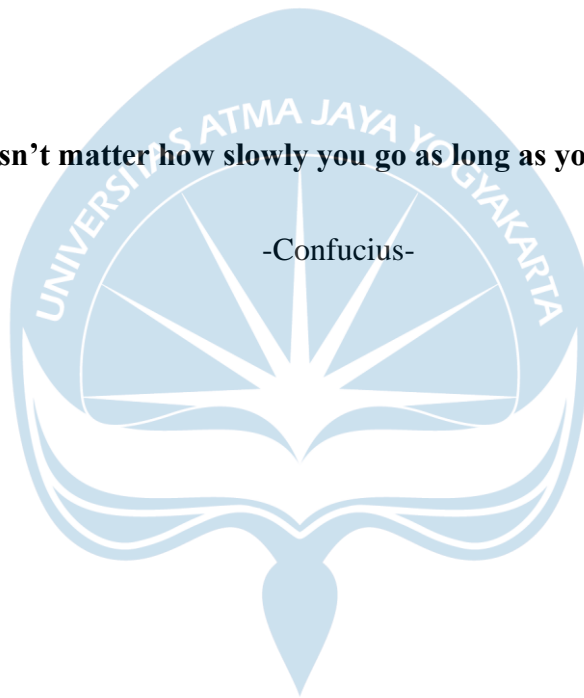 UNIVERSITAS ATMA JAYA YOGYAKARTA
sn’t matter how slowly you go as long as yo
-Confucius-